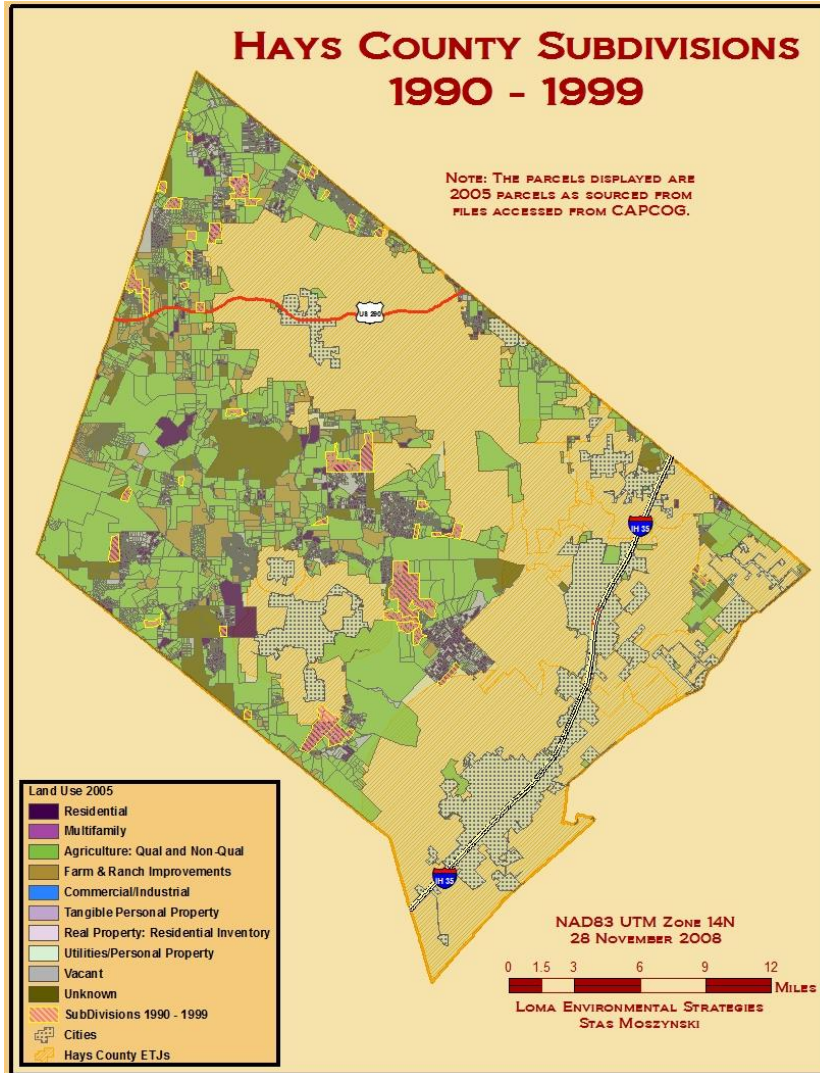 HAYS COUNTY SUBDIVISIONS
1990 - 1999
NOTE: THE PARCELS DISPLAYED ARE
2005 PARCELS AS SOURCED FROM
FILES ACCESSED FROM CAPCOG.
US 290
IH 35
IH 35
Land Use 2005
Residential
Multifamily
Agriculture: Qual and Non-Qual
Farm & Ranch Improvements
Commercial/Industrial
Tangible Personal Property
Real Property: Residential Inventory
Utilities/Personal Property
Vacant
Unknown
SubDivisions 1990 - 1999
Cities
Hays County ETJs
NAD83 UTM ZONE 14N
28 NOVEMBER 2008
0 1.5 3 6 9 12
MILES
LOMA ENVIRONMENTAL STRATEGIES
STAS MOSZYNSKI